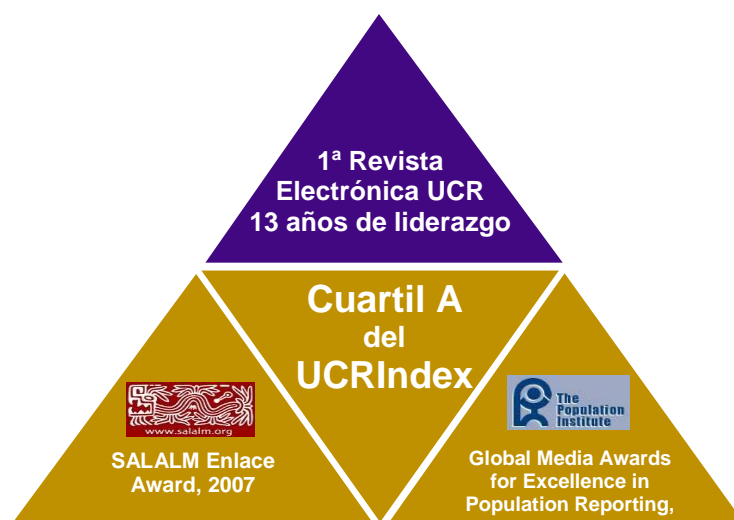 1ª Revista
Electrónica UCR
13 años de liderazgo
Cuartil A
del
UCRIndex
www.salalm.org
SALALM Enlace
Award, 2007
The
Population
Institute
Global Media Awards
for Excellence in
Population Reporting,